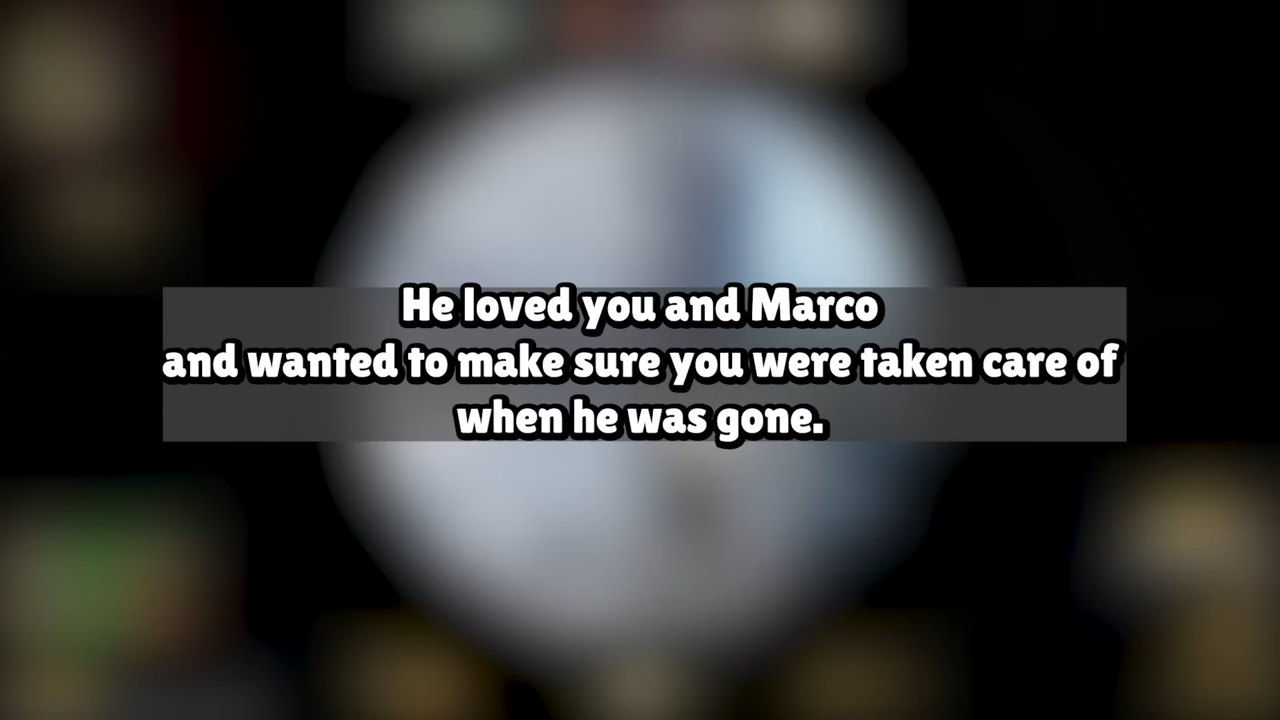 He loved you and Marco
and wanted to make sure you were taken care of
when he was gone.